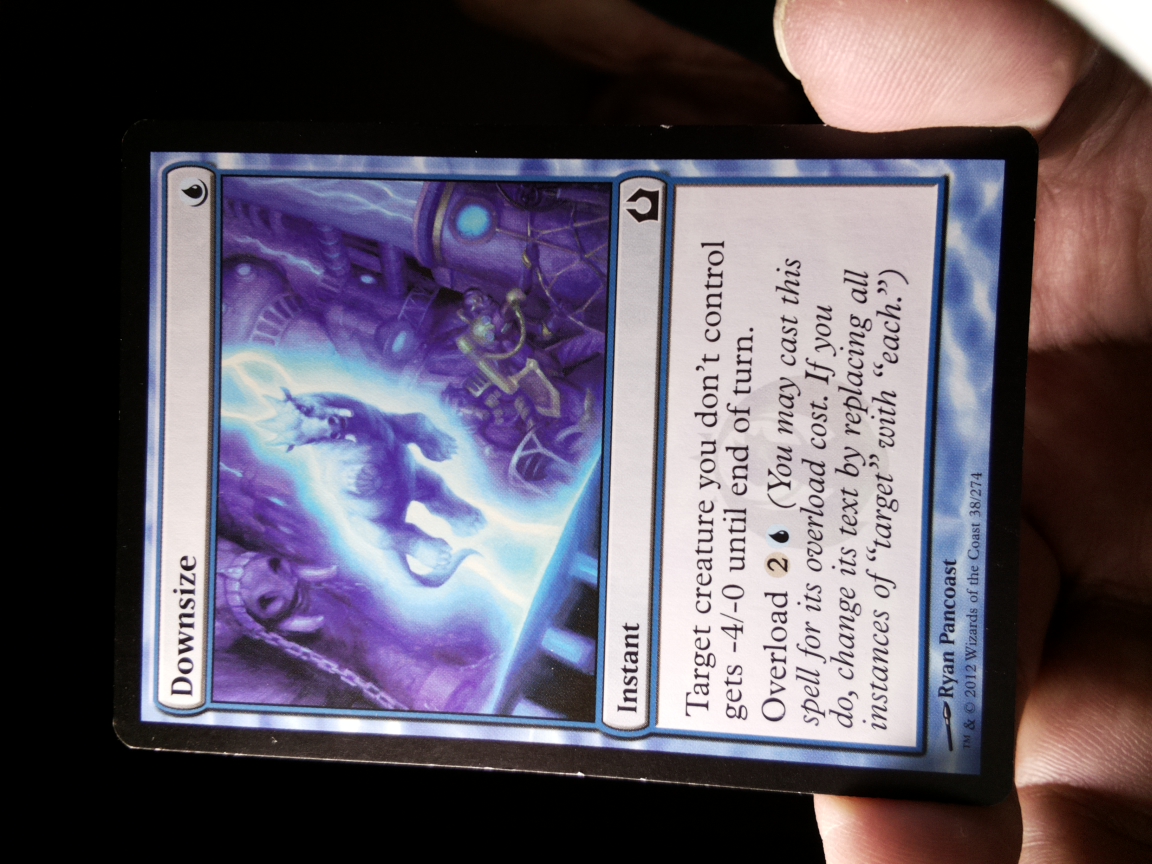 Downsize
Instant
Target creature you don't control
gets -4/-0 until end of turn.
Overload 2 (You may cast this
spell for its overload cost. If you
do, change its text by replacing all
instances of “target” with “each.”)
Ryan Pancoast
™ & © 2012 Wizards of the Coast 38/274